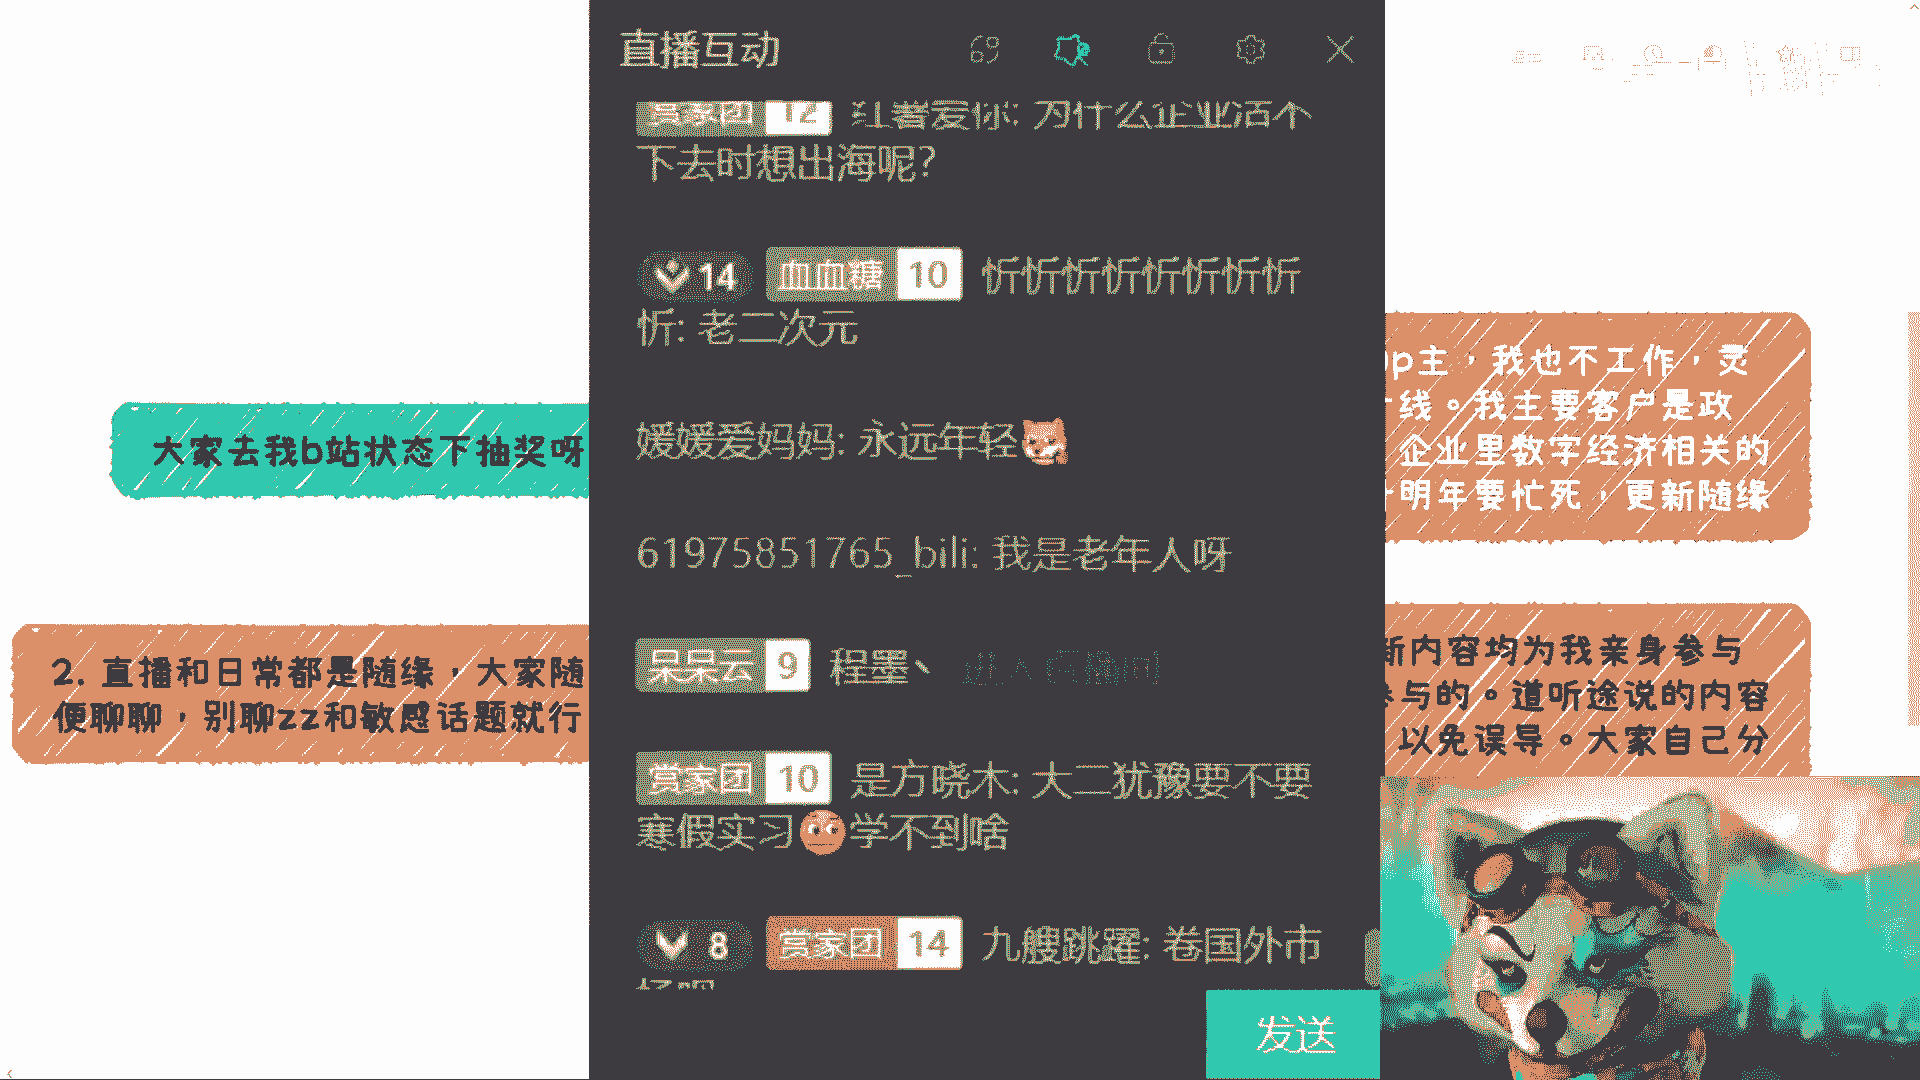 直播互动
69
赏家团 12 红薯爱你: 为什么企业活不
下去时想出海呢?
14 血血糖 10 忻忻忻忻忻忻忻忻
忻: 老二次元
媛媛爱妈妈: 永远年轻
61975851765_bili: 我是老年人呀
呆呆云 9 程墨丶 进入直播间
赏家团 10 是方晓木: 大二犹豫要不要
寒假实习学不到啥
8 赏家团 14 九艘跳躍: 卷国外市
发送
大家去我b站状态下抽奖呀
2. 直播和日常都是随缘，大家随
便聊聊，别聊zz和敏感话题就行
p主，我也不工作，灵
线。我主要客户是政
企业里数字经济相关的
明年要忙死，更新随缘
新内容均为我亲身参与
参与的。道听途说的内容
以免误导。大家自己分